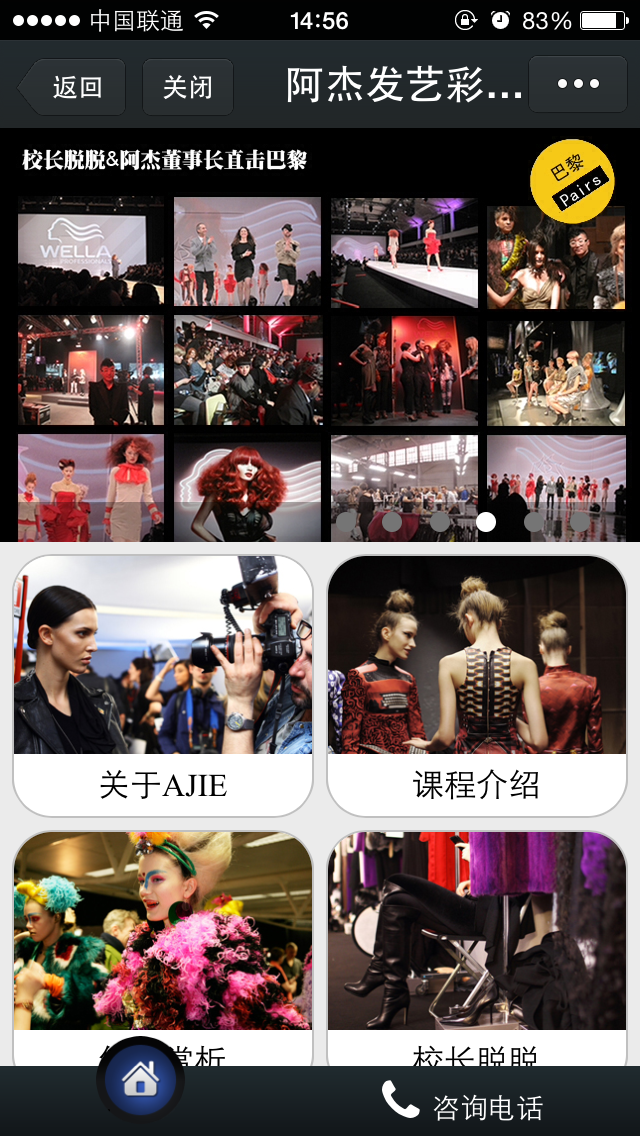 中国联通
14:56
83%
返回
关闭
阿杰发艺彩...
校长脱脱&阿杰董事长直击巴黎
巴黎
Pairs
WELLA
PROFESSIONALS
关于AJIE
课程介绍
赏析
校长脱脱
咨询电话